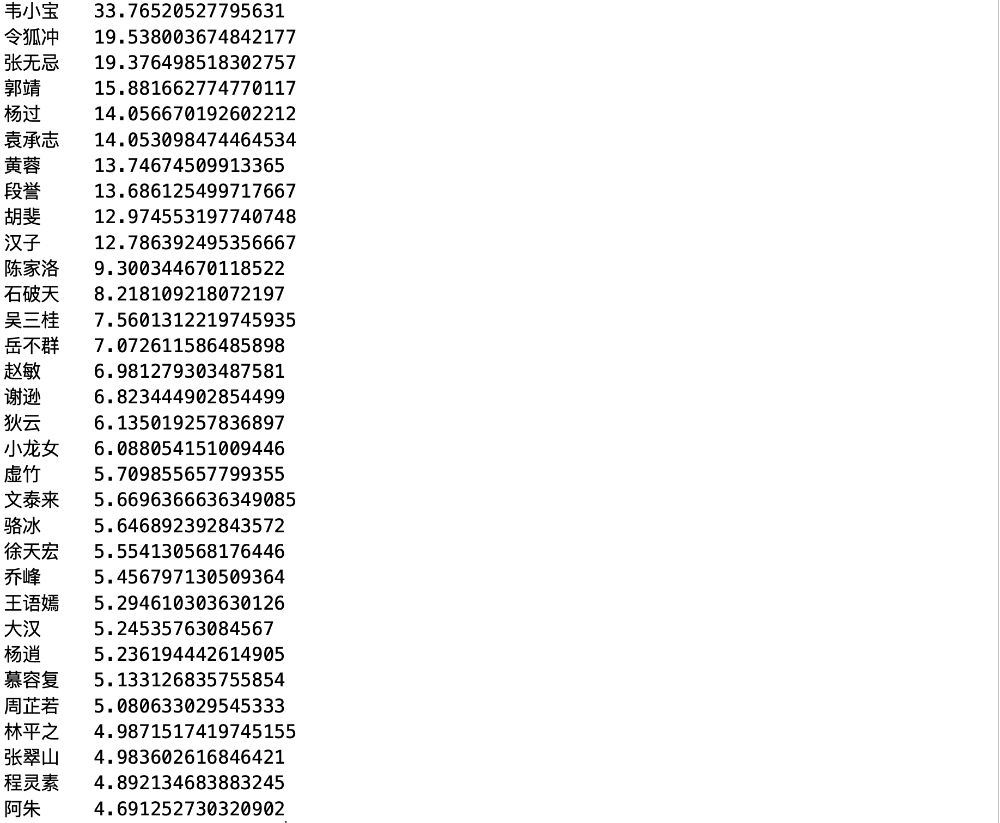 韦小宝 33.76520527795631
令狐冲 19.538003674842177
张无忌 19.376498518302757
郭靖 15.881662774770117
杨过 14.056670192602212
袁承志 14.053098474464534
黄蓉 13.74674509913365
段誉 13.686125499717667
胡斐 12.974553197740748
汉子 12.786392495356667
陈家洛 9.300344670118522
石破天 8.218109218072197
吴三桂 7.5601312219745935
岳不群 7.072611586485898
赵敏 6.981279303487581
谢逊 6.823444902854499
狄云 6.135019257836897
小龙女 6.088054151009446
虚竹 5.709855657799355
文泰来 5.6696366636349085
骆冰 5.646892392843572
徐天宏 5.554130568176446
乔峰 5.456797130509364
王语嫣 5.294610303630126
大汉 5.24535763084567
杨逍 5.236194442614905
慕容复 5.133126835755854
周芷若 5.080633029545333
林平之 4.9871517419745155
张翠山 4.983602616846421
程灵素 4.892134683883245
阿朱 4.691252730320902